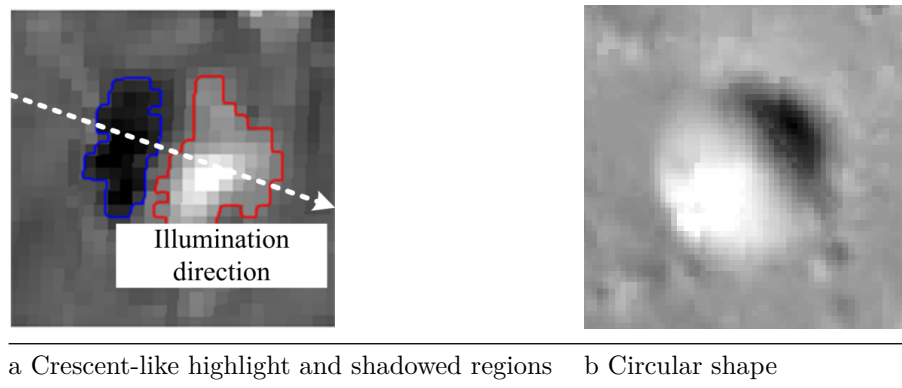 Illumination
direction
a Crescent-like highlight and shadowed regions
b Circular shape